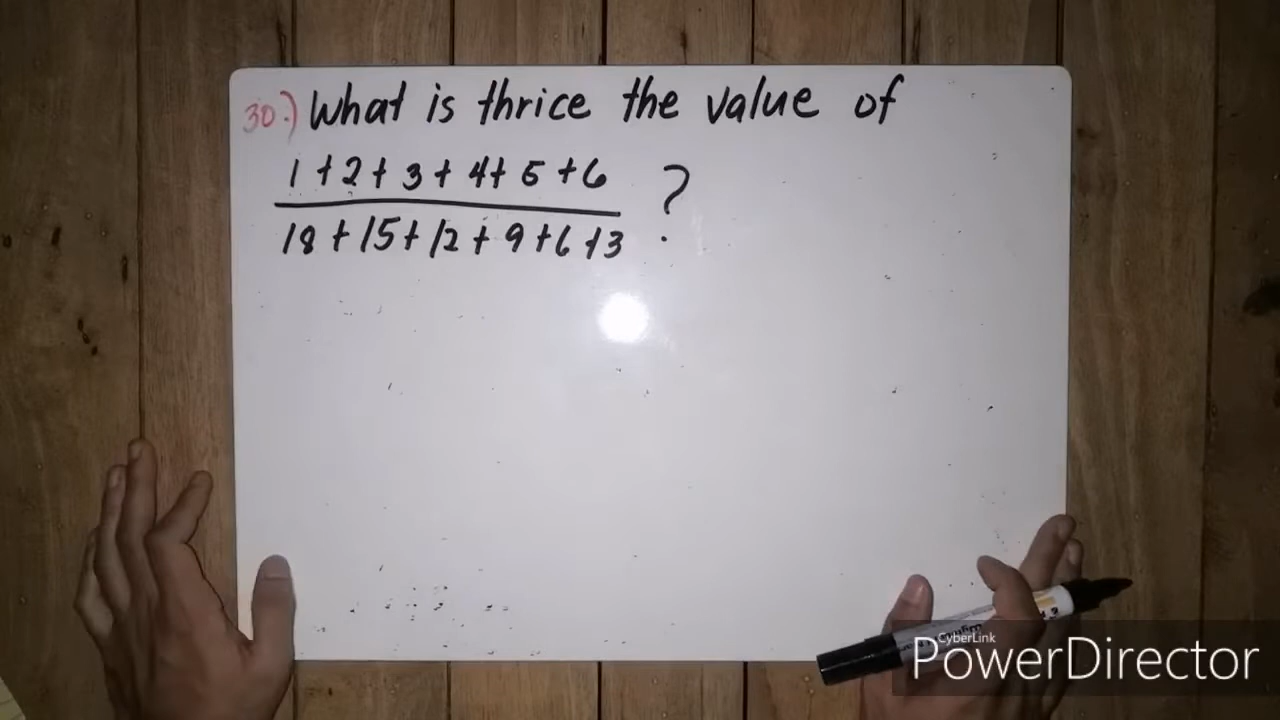 30.) What is thrice the value of
1 + 2 + 3 + 4 + 5 + 6
18 + 15 + 12 + 9 + 6 + 3
?
CyberLink
PowerDirector